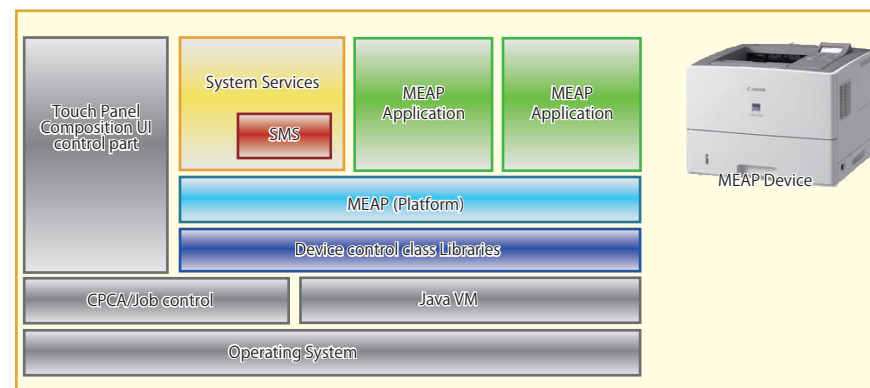 Touch Panel
Composition UI
control part
System Services
SMS
MEAP
Application
MEAP
Application
Canon
MEAP Device
MEAP (Platform)
Device control class Libraries
CPCA/Job control
Java VM
Operating System